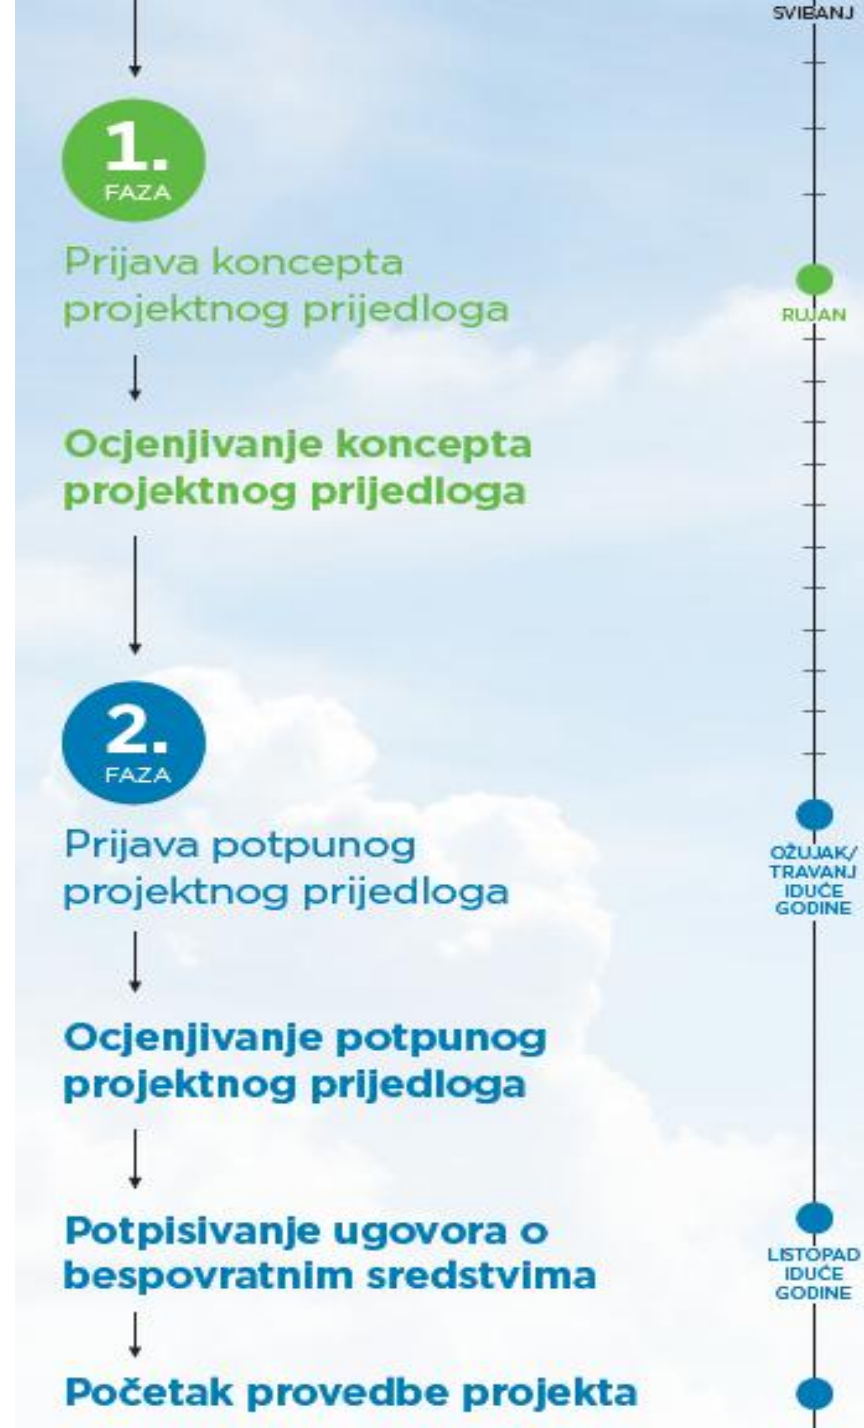 SVIBANJ
1.
FAZA
Prijava koncepta
projektnog prijedloga
RUJAN
Ocjenjivanje koncepta
projektnog prijedloga
2.
FAZA
Prijava potpunog
projektnog prijedloga
OŽUJAK/
TRAVANJ
IDUĆE
GODINE
Ocjenjivanje potpunog
projektnog prijedloga
Potpisivanje ugovora o
bespovratnim sredstvima
LISTOPAD
IDUĆE
GODINE
Početak provedbe projekta